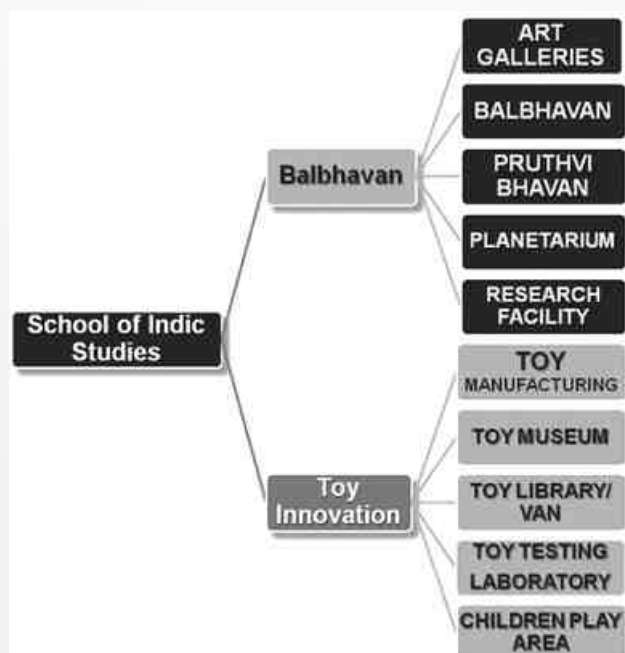 School of Indic
Studies
Balbhavan
ART
GALLERIES
BALBHAVAN
PRUTHVI
BHAVAN
PLANETARIUM
RESEARCH
FACILITY
Toy
Innovation
TOY
MANUFACTURING
TOY MUSEUM
TOY LIBRARY/
VAN
TOY TESTING
LABORATORY
CHILDREN PLAY
AREA